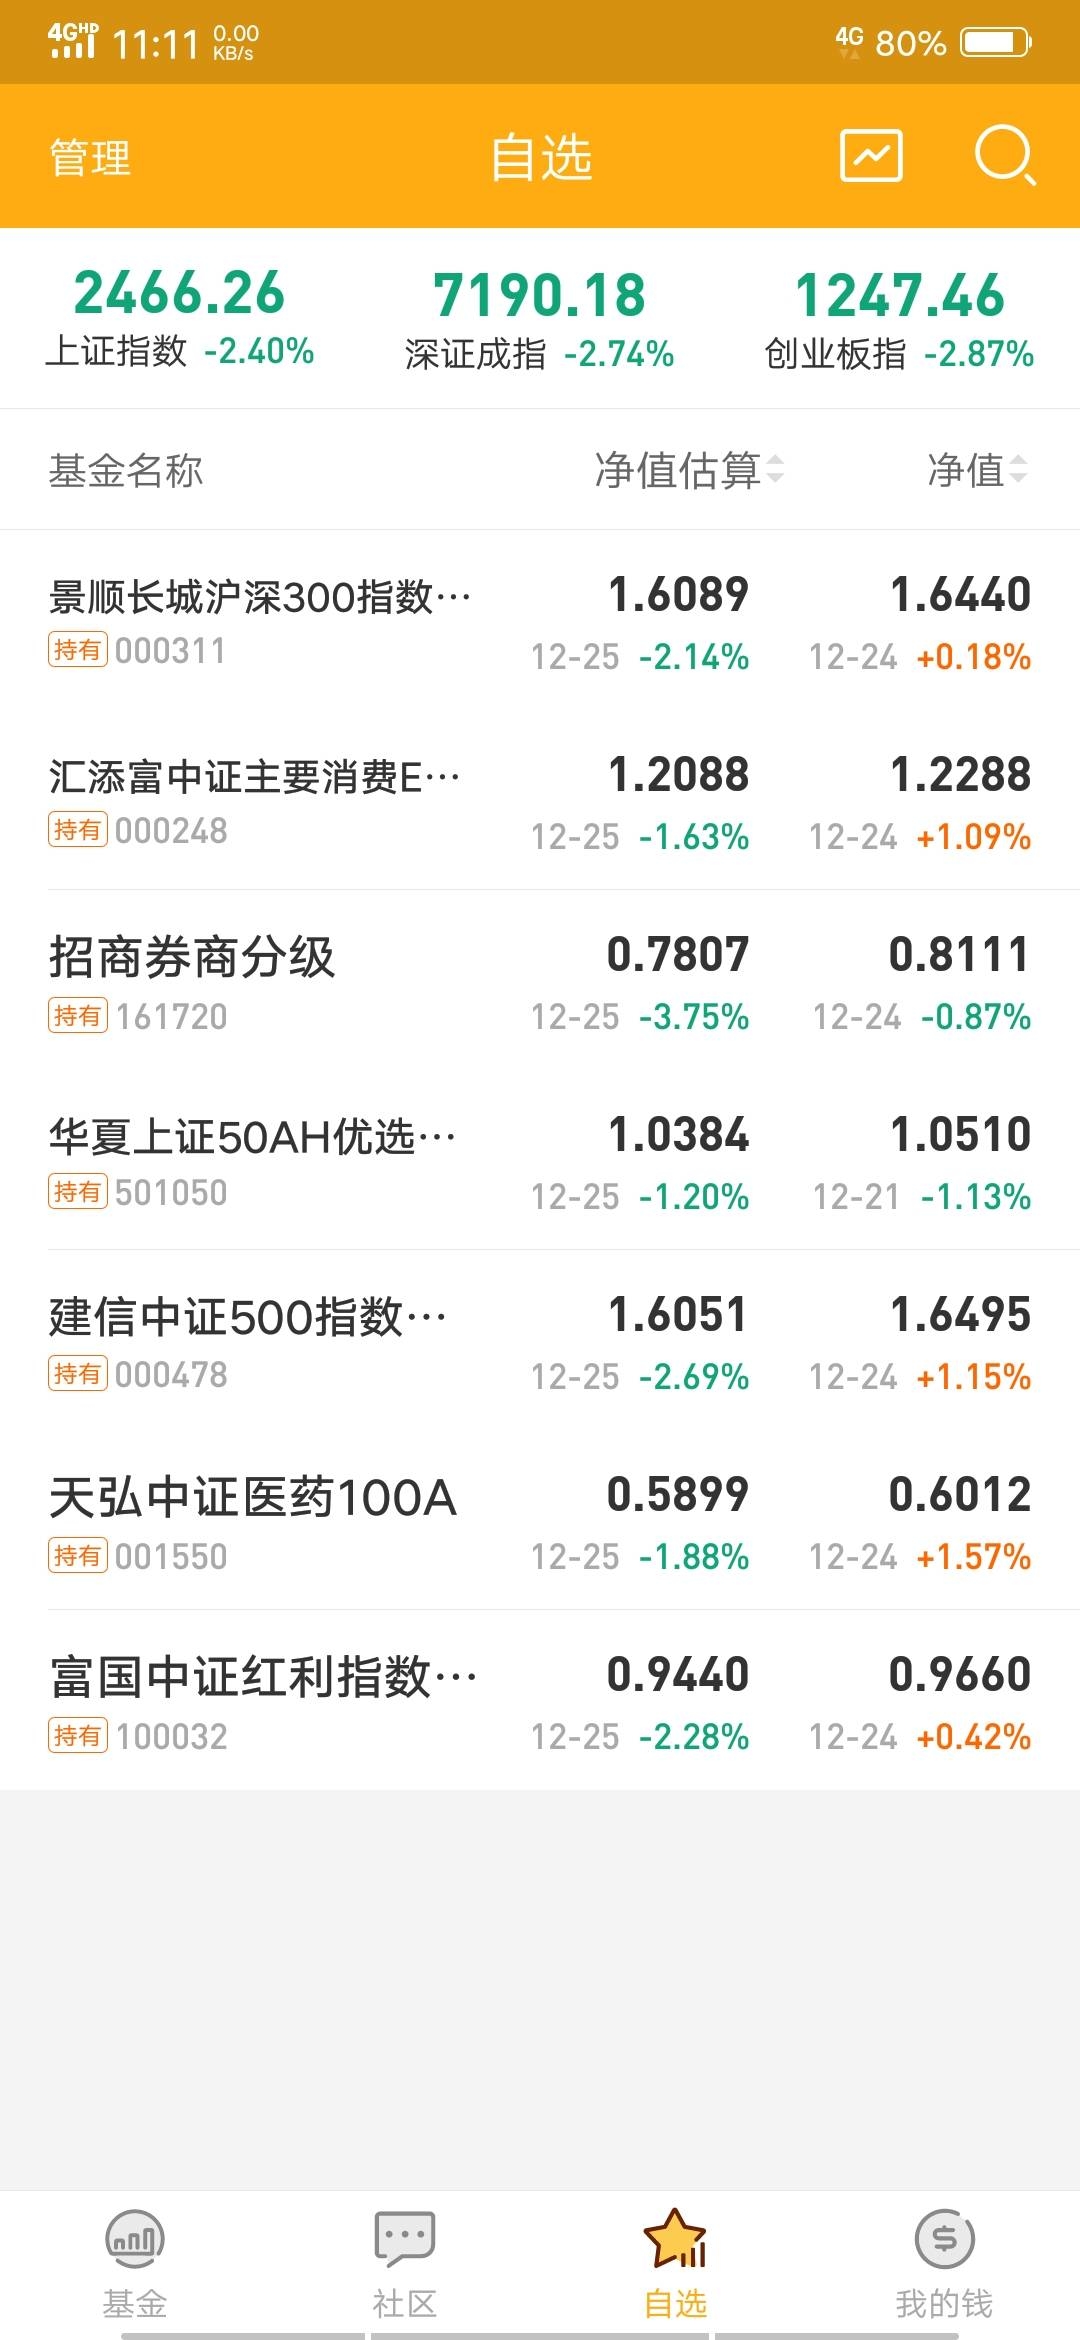 4G HD 11:11 0.00 KB/s 4G 80%
管理 自选
2466.26 7190.18 1247.46
上证指数 -2.40% 深证成指 -2.74% 创业板指 -2.87%
基金名称 净值估算 净值
景顺长城沪深300指数… 1.6089 1.6440
持有 000311 12-25 -2.14% 12-24 +0.18%
汇添富中证主要消费E… 1.2088 1.2288
持有 000248 12-25 -1.63% 12-24 +1.09%
招商券商分级 0.7807 0.8111
持有 161720 12-25 -3.75% 12-24 -0.87%
华夏上证50AH优选… 1.0384 1.0510
持有 501050 12-25 -1.20% 12-21 -1.13%
建信中证500指数… 1.6051 1.6495
持有 000478 12-25 -2.69% 12-24 +1.15%
天弘中证医药100A 0.5899 0.6012
持有 001550 12-25 -1.88% 12-24 +1.57%
富国中证红利指数… 0.9440 0.9660
持有 100032 12-25 -2.28% 12-24 +0.42%
基金 社区 自选 我的钱